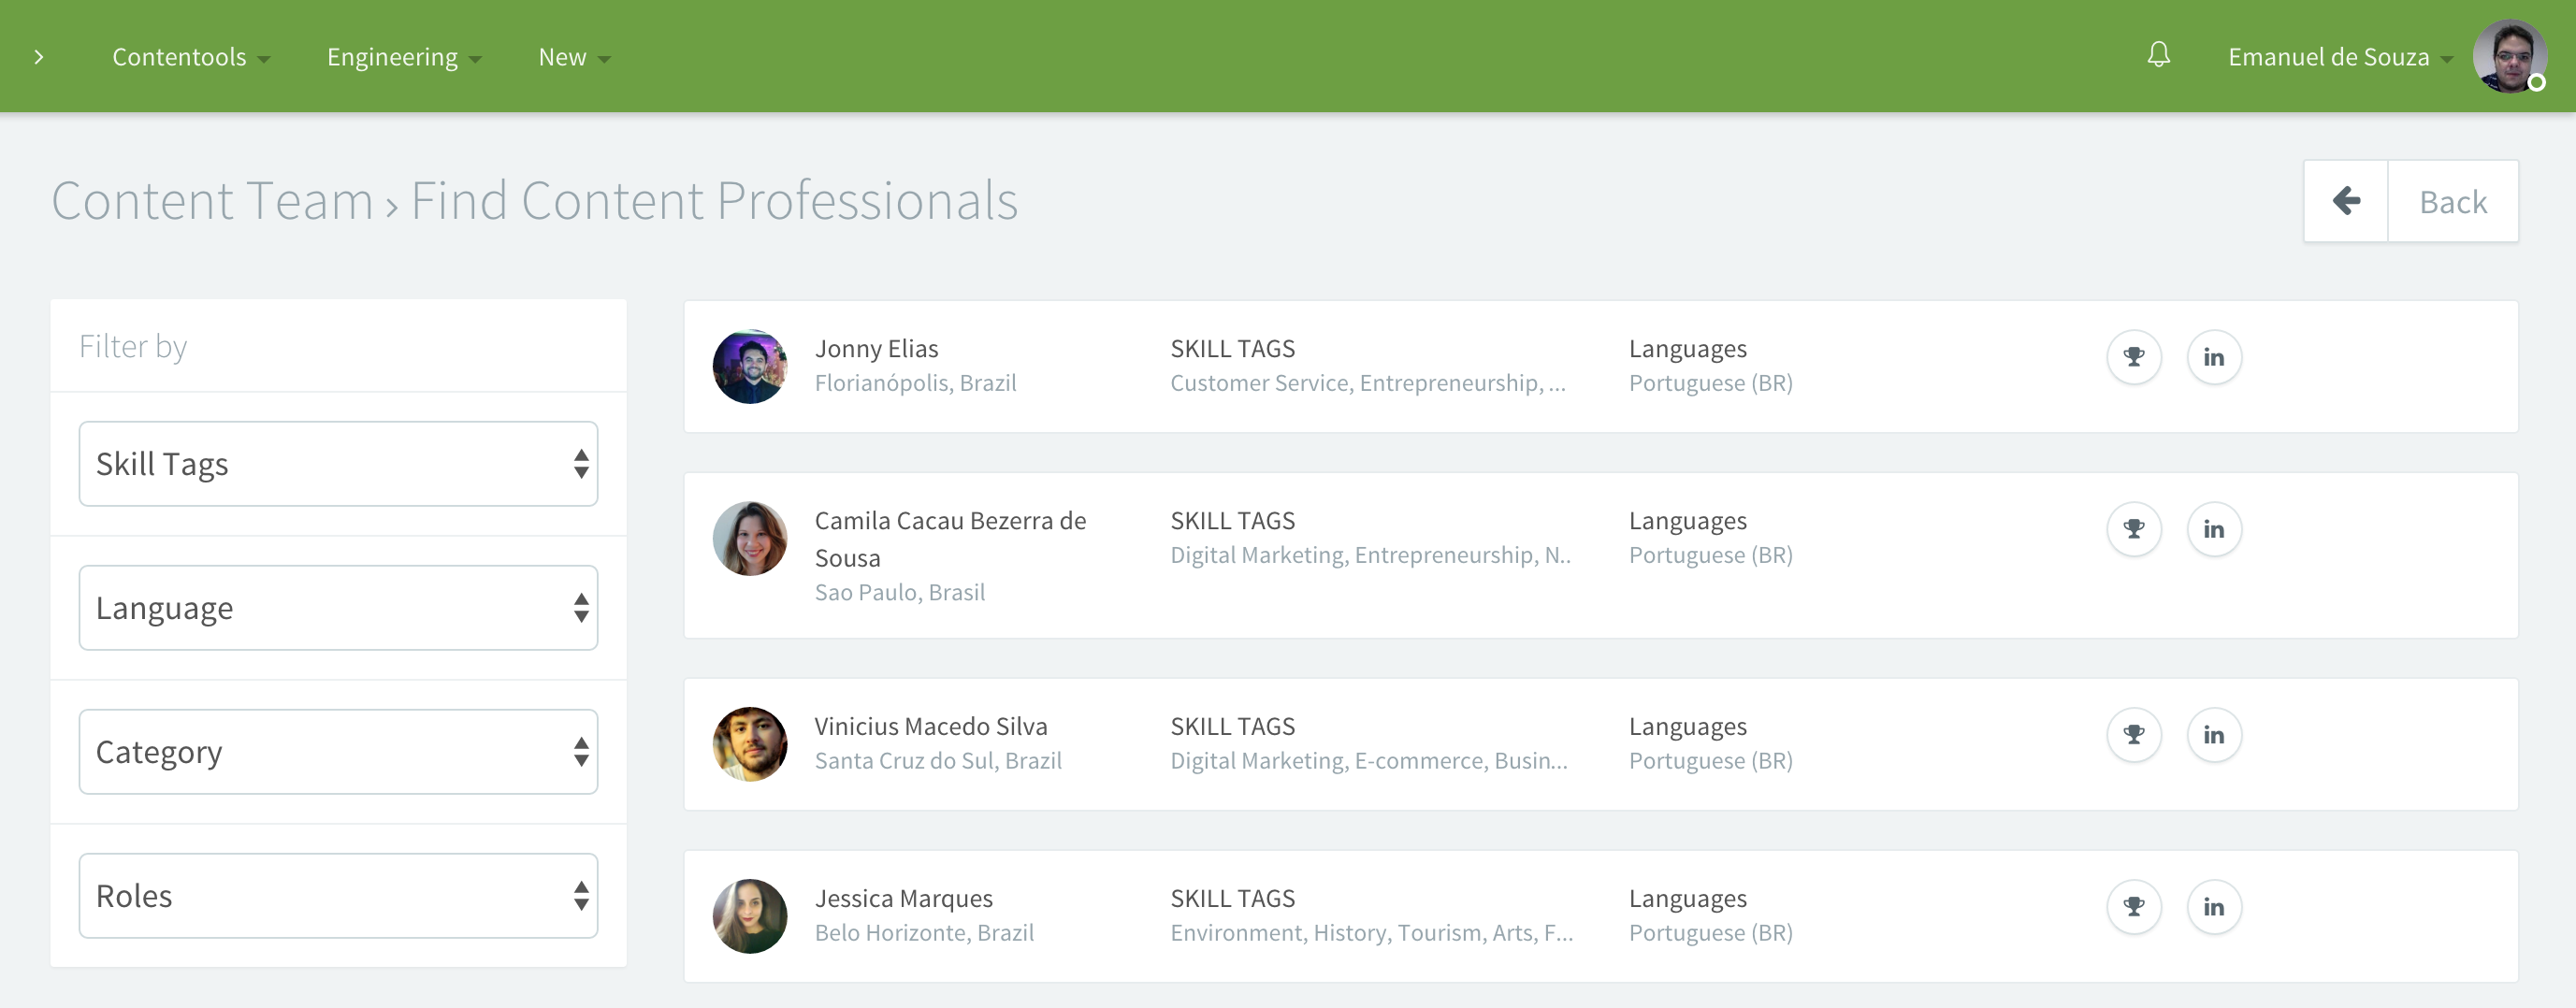 Contentools
Engineering
New
Emanuel de Souza
Content Team › Find Content Professionals
Back
Filter by
Skill Tags
Language
Category
Roles
Jonny Elias
Florianópolis, Brazil
SKILL TAGS
Customer Service, Entrepreneurship, ...
Languages
Portuguese (BR)
in
Camila Cacau Bezerra de
Sousa
Sao Paulo, Brasil
SKILL TAGS
Digital Marketing, Entrepreneurship, N..
Languages
Portuguese (BR)
in
Vinicius Macedo Silva
Santa Cruz do Sul, Brazil
SKILL TAGS
Digital Marketing, E-commerce, Busin...
Languages
Portuguese (BR)
in
Jessica Marques
Belo Horizonte, Brazil
SKILL TAGS
Environment, History, Tourism, Arts, F...
Languages
Portuguese (BR)
in